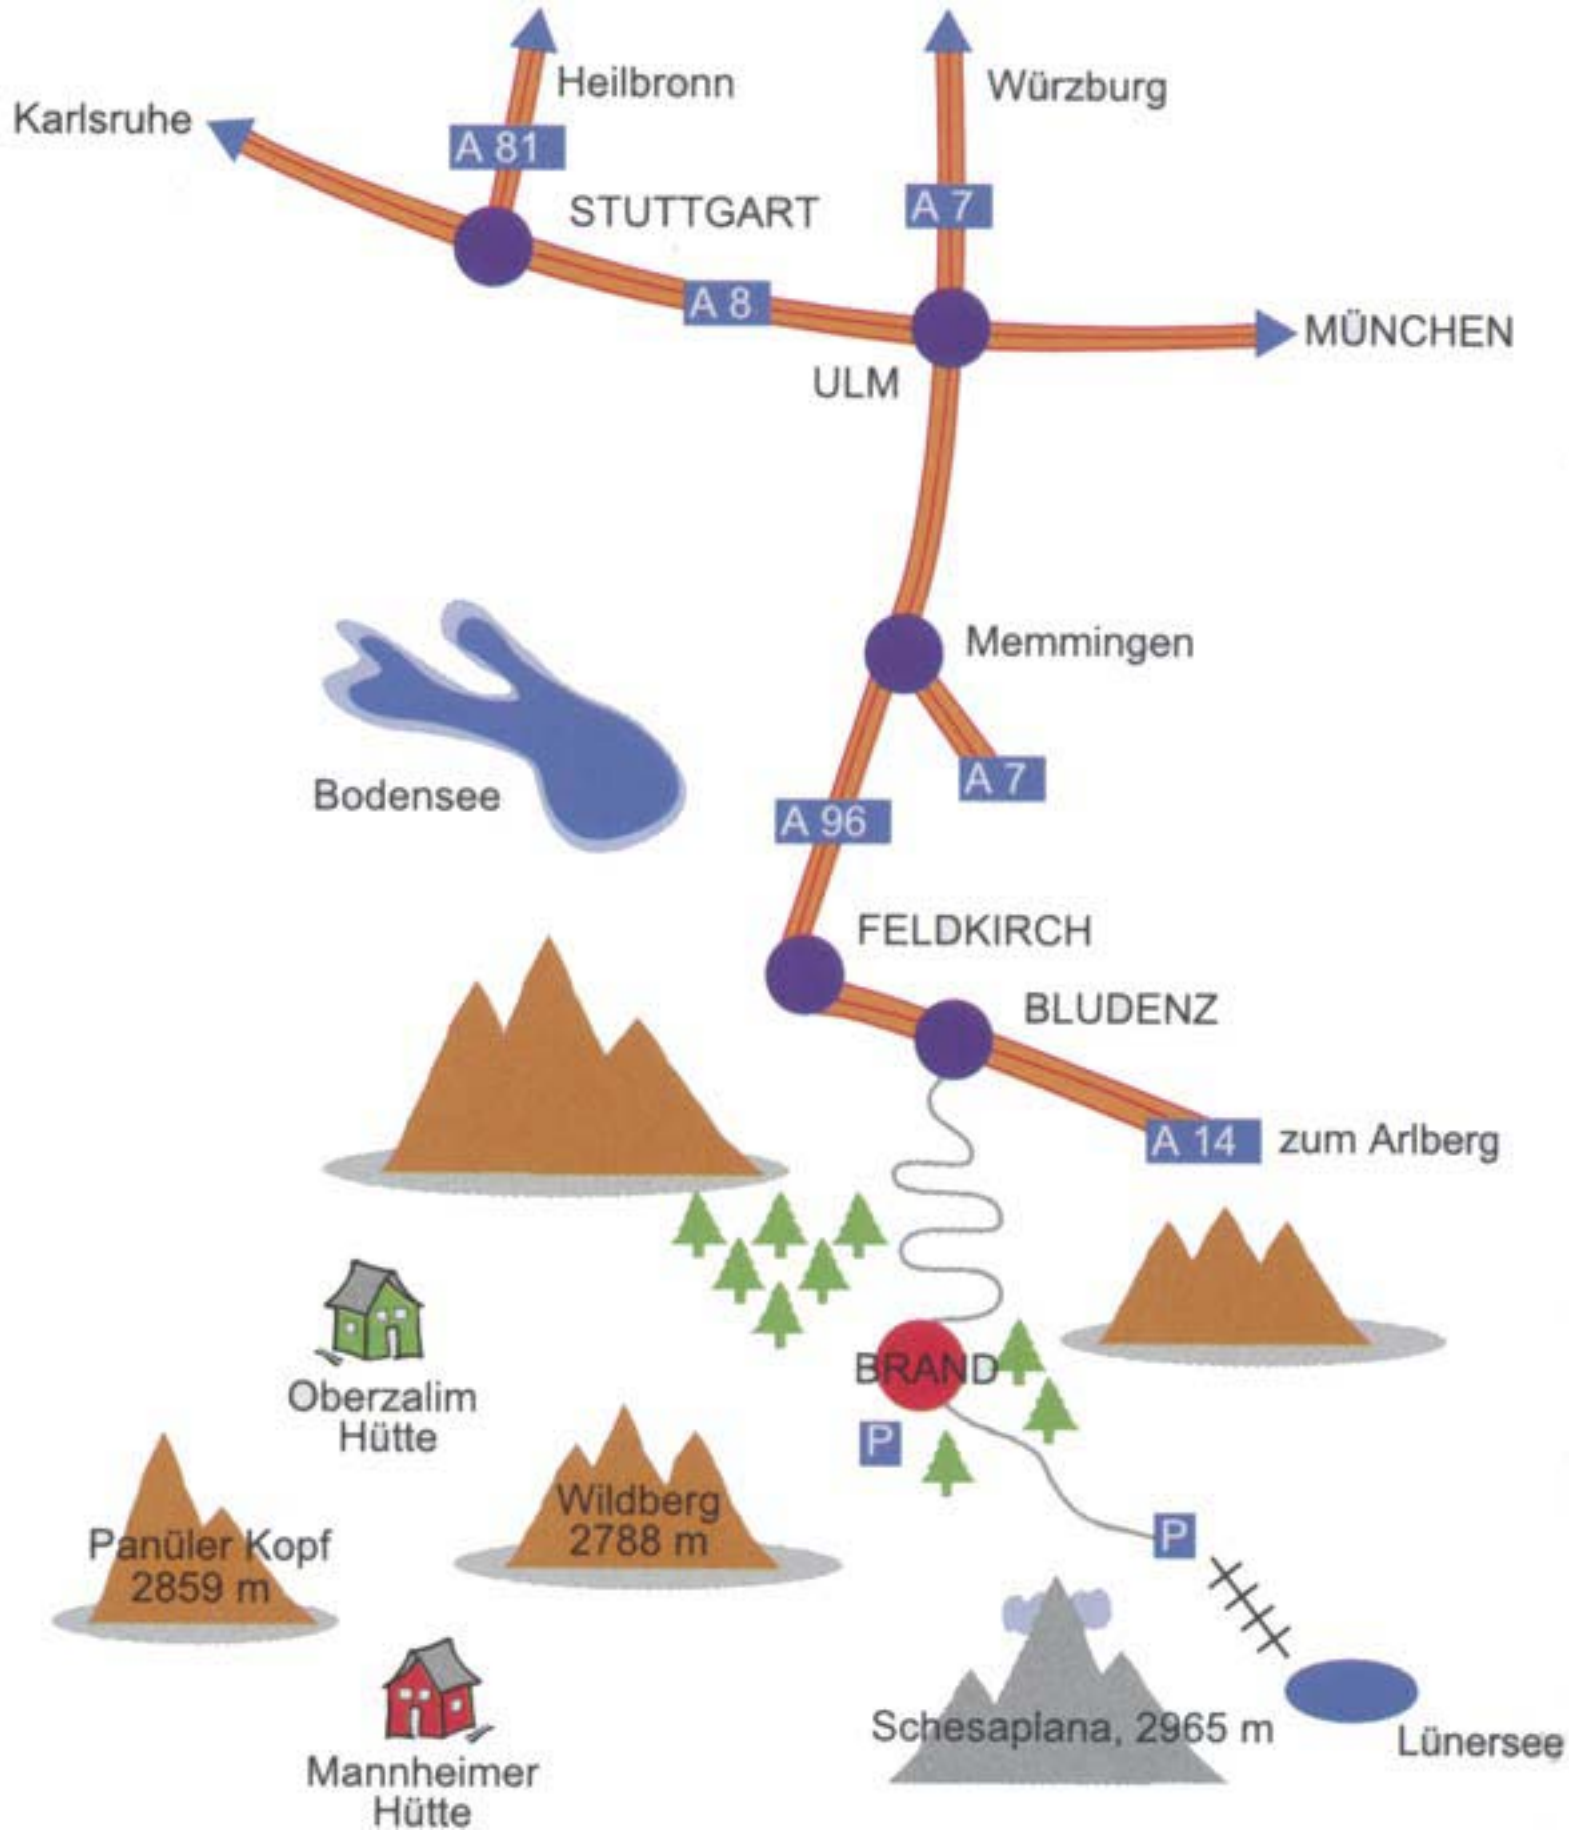 Heilbronn
Würzburg
Karlsruhe
A 81
A 7
STUTTGART
A 8
MÜNCHEN
ULM
Memmingen
A 7
Bodensee
A 96
FELDKIRCH
BLUDENZ
A 14
zum Arlberg
BRAND
Oberzalim
Hütte
P
Wildberg
2788 m
Panüler Kopf
2859 m
P
Schesaplana, 2965 m
Lünersee
Mannheimer
Hütte